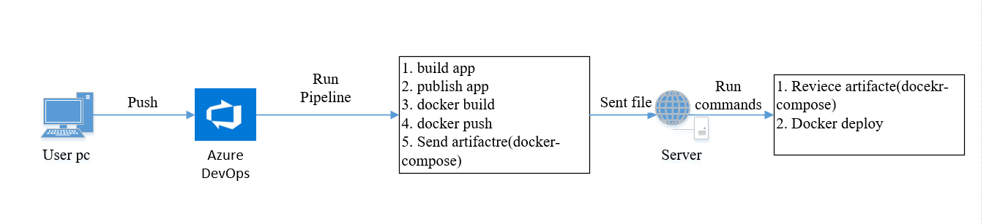 Push
User pc
Azure
DevOps
Run
Pipeline
1. build app
2. publish app
3. docker build
4. docker push
5. Send artifactre(docker-
compose)
Sent file
Server
Run
commands
1. Reviece artifacte(docekr-
compose)
2. Docker deploy